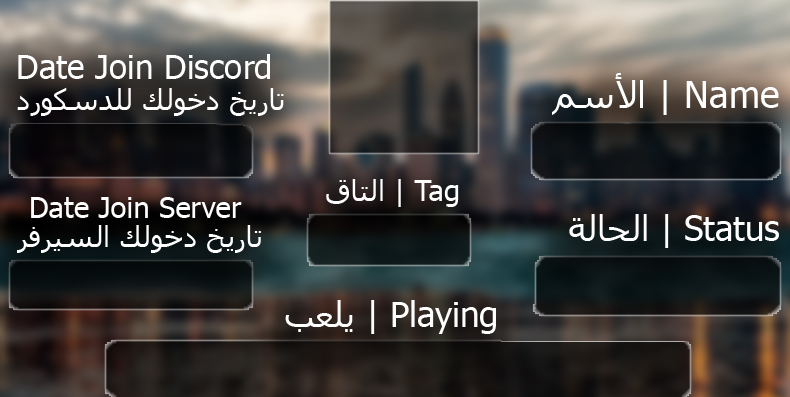 Date Join Discord
تاريخ دخولك للدسكورد
الأسم | Name
التاق | Tag
Date Join Server
تاريخ دخولك السيرفر
الحالة | Status
يلعب | Playing